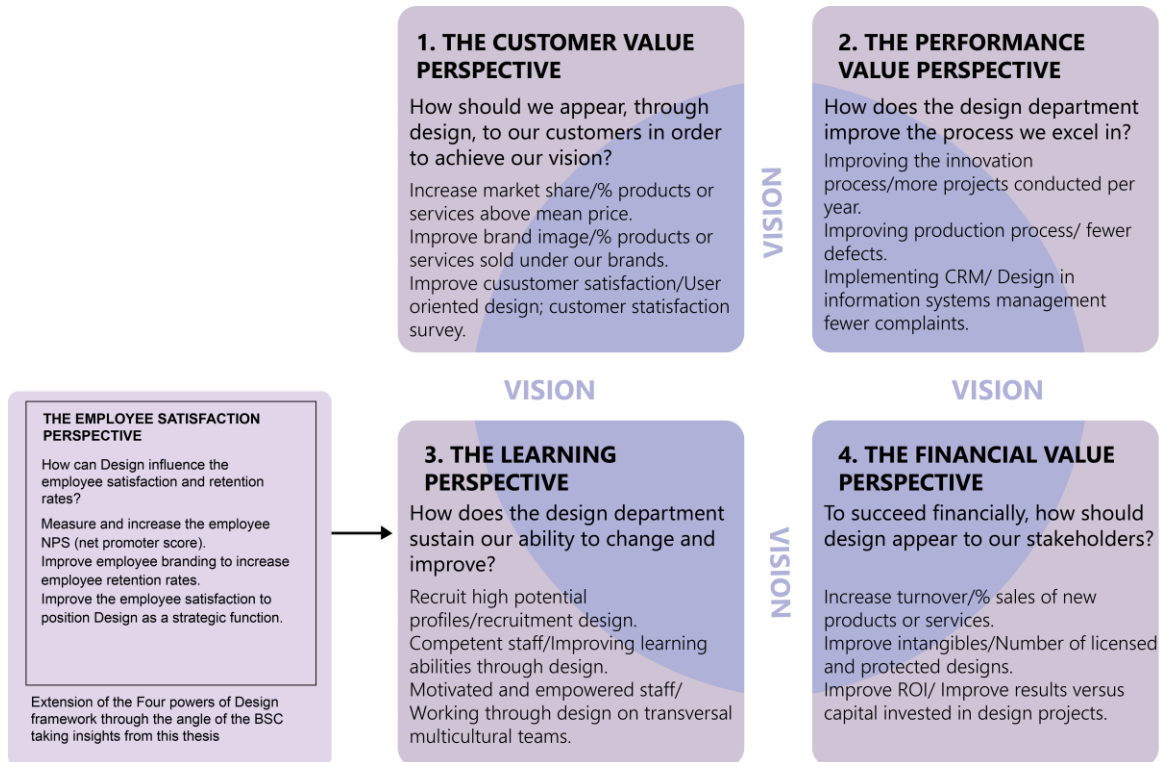 1. THE CUSTOMER VALUE
PERSPECTIVE
How should we appear, through
design, to our customers in order
to achieve our vision?
Increase market share/% products or
services above mean price.
Improve brand image/% products or
services sold under our brands.
Improve cusustomer satisfaction/User
oriented design; customer statisfaction
survey.
VISION
2. THE PERFORMANCE
VALUE PERSPECTIVE
How does the design department
improve the process we excel in?
Improving the innovation
process/more projects conducted per
year.
Improving production process/ fewer
defects.
Implementing CRM/ Design in
information systems management
fewer complaints.
VISION
VISION
THE EMPLOYEE SATISFACTION
PERSPECTIVE
How can Design influence the
employee satisfaction and retention
rates?
Measure and increase the employee
NPS (net promoter score).
Improve employee branding to increase
employee retention rates.
Improve the employee satisfaction to
position Design as a strategic function.
Extension of the Four powers of Design
framework through the angle of the BSC
taking insights from this thesis
3. THE LEARNING
PERSPECTIVE
How does the design department
sustain our ability to change and
improve?
Recruit high potential
profiles/recruitment design.
Competent staff/Improving learning
abilities through design.
Motivated and empowered staff/
Working through design on transversal
multicultural teams.
VISION
4. THE FINANCIAL VALUE
PERSPECTIVE
To succeed financially, how should
design appear to our stakeholders?
Increase turnover/% sales of new
products or services.
Improve intangibles/Number of licensed
and protected designs.
Improve ROI/ Improve results versus
capital invested in design projects.